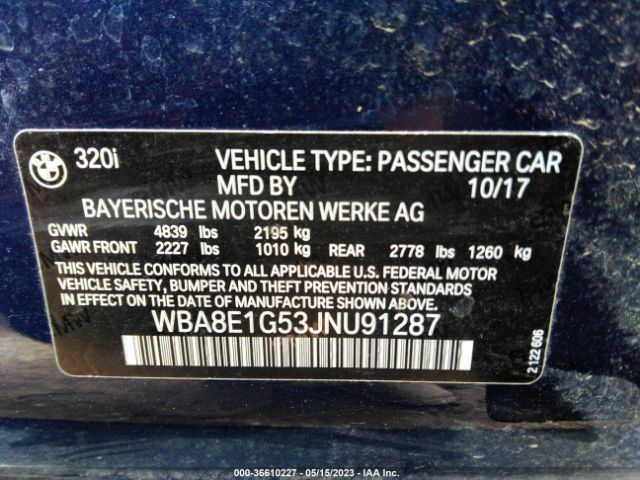 BMW 320i VEHICLE TYPE: PASSENGER CAR
MFD BY 10/17
BAYERISCHE MOTOREN WERKE AG
GVWR 4839 lbs 2195 kg
GAWR FRONT 2227 lbs 1010 kg REAR 2778 lbs 1260 kg
THIS VEHICLE CONFORMS TO ALL APPLICABLE U.S. FEDERAL MOTOR
VEHICLE SAFETY, BUMPER AND THEFT PREVENTION STANDARDS
IN EFFECT ON THE DATE OF MANUFACTURE SHOWN ABOVE.
WBA8E1G53JNU91287
2 122 606
000-36610227 - 05/15/2023 - IAA Inc.